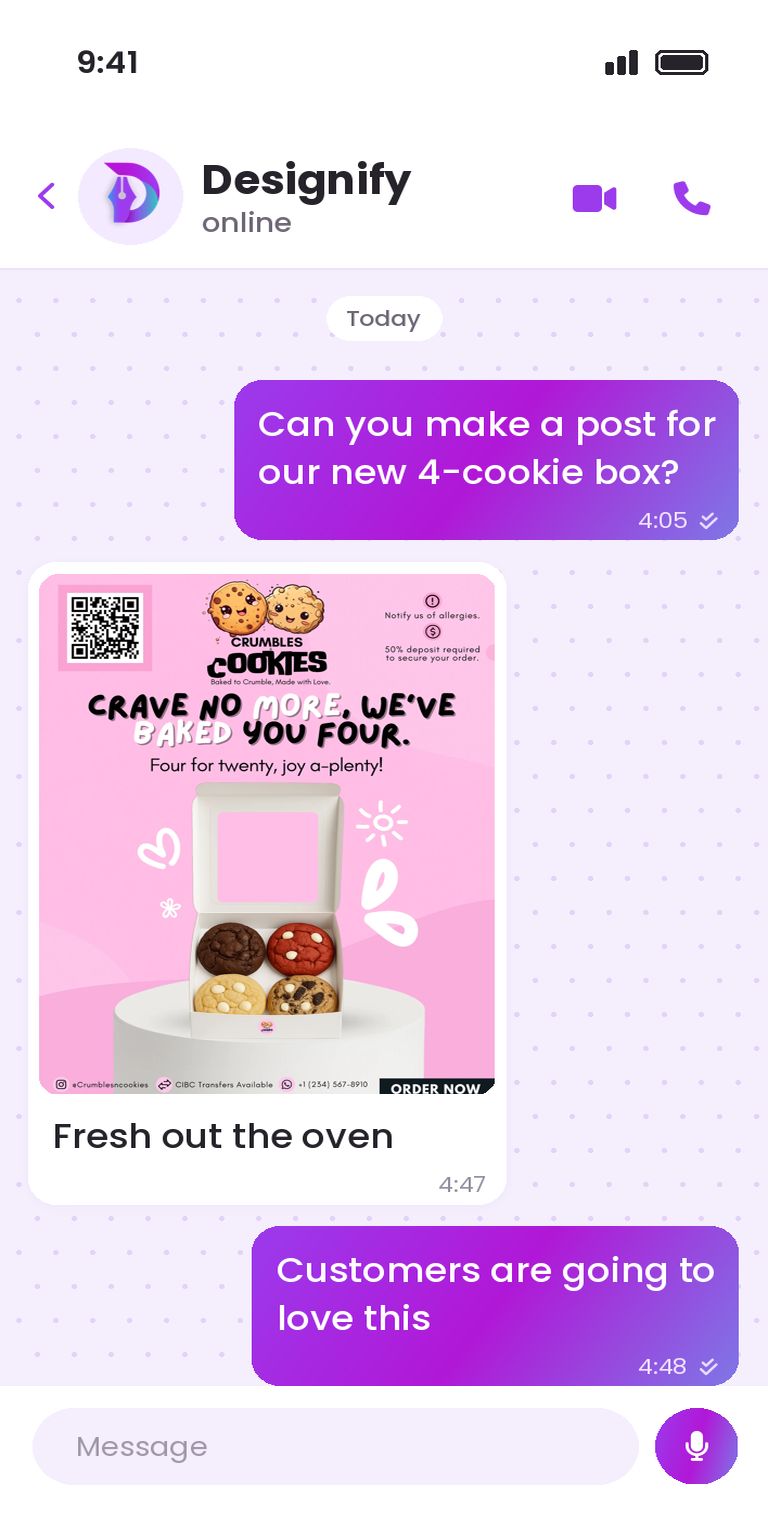 9:41
Designify
online
Today
Can you make a post for
our new 4-cookie box?
4:05
Notify us of allergies.
50% deposit required
to secure your order.
CRUMBLES
COOKIES
Baked to Crumble, Made with Love.
CRAVE NO MORE, WE'VE
BAKED YOU FOUR.
Four for twenty, joy a-plenty!
@Crumblesncookies
CIBC Transfers Available
+1 (234) 567-8910
ORDER NOW
Fresh out the oven
4:47
Customers are going to
love this
4:48
Message